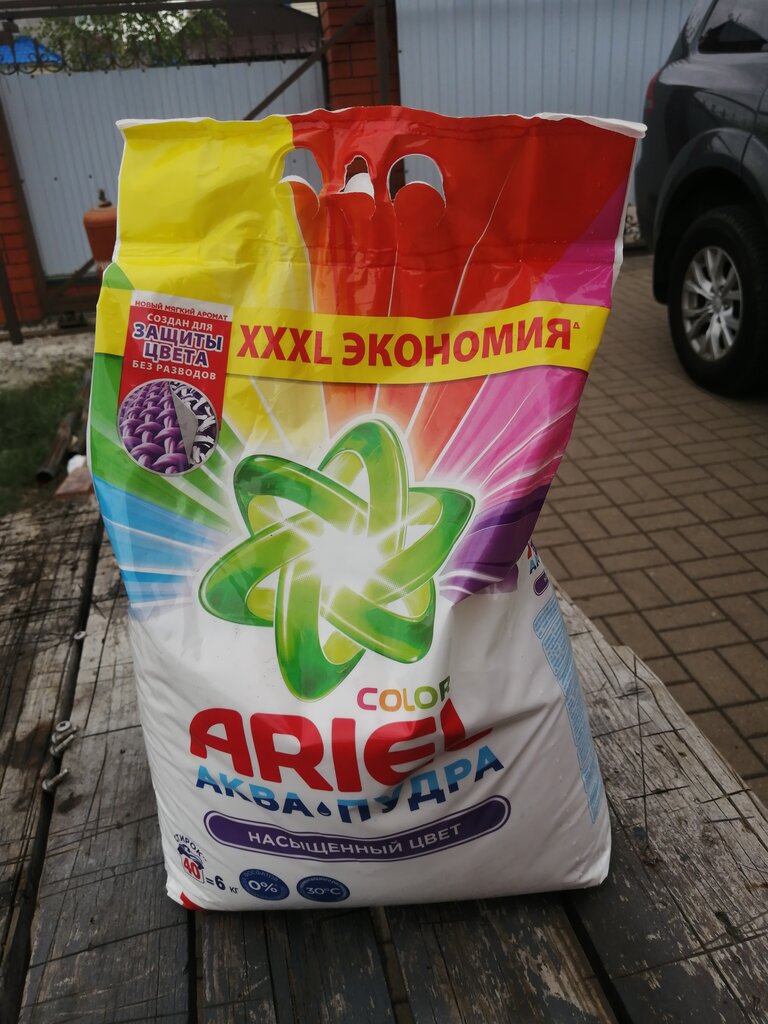 НОВЫЙ МЯГКИЙ АРОМАТ
СОЗДАН ДЛЯ
ЗАЩИТЫ
ЦВЕТА
БЕЗ РАЗВОДОВ
XXXL ЭКОНОМИЯ
COLOR
ARIEL
АКВА ПУДРА
НАСЫЩЕННЫЙ ЦВЕТ
40 = 6 кг
0%
30°C